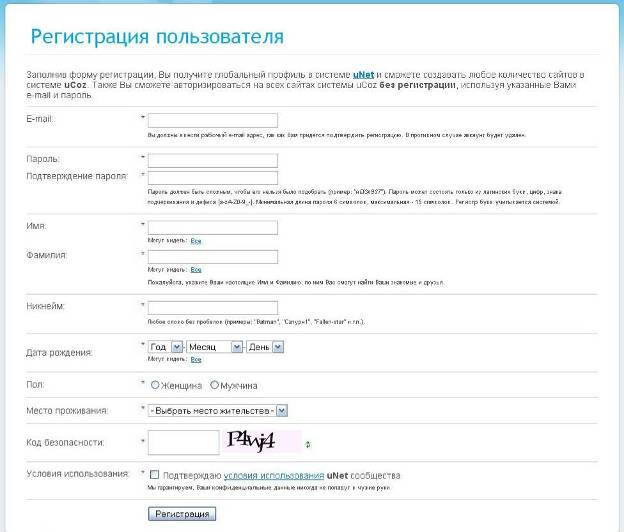 Регистрация пользователя
Заполнив форму регистрации, Вы получите глобальный профиль в системе uNet и сможете создавать любое количество сайтов в
системе uCoz. Также Вы сможете авторизироваться на всех сайтах системы uCoz без регистрации, используя указанные Вами
e-mail и пароль.
E-mail: *
Вы должны ввести рабочий e-mail адрес, так как Вам придется подтвердить регистрацию. В противном случае аккаунт будет удален.
Пароль: *
Подтверждение пароля: *
Пароль должен быть сложным, чтобы его нельзя было подобрать (пример: "AB3x9S7"). Пароль может состоять только из латинских букв, цифр, знака
подчеркивания и дефиса [a-zA-Z0-9_-]. Минимальная длина пароля 6 символов, максимальная - 15 символов. Регистр букв учитывается системой.
Имя: *
Могут видеть: Все
Фамилия: *
Могут видеть: Все
Пожалуйста, укажите Ваши настоящие Имя и Фамилию, по ним Вас смогут найти Ваши знакомые и друзья.
Никнейм: *
Любое слово без пробелов (примеры: "Batman", "Сатурн1", "Fallen-star" и т.п.).
Дата рождения: * Год - Месяц - День
Могут видеть: Все
Пол: * Женщина Мужчина
Место проживания: * - Выбрать место жительства -
Код безопасности: * P4wj4
Условия использования: * Подтверждаю условия использования uNet сообщества
Мы гарантируем, Ваши конфиденциальные данные никогда не попадут в чужие руки.
Регистрация